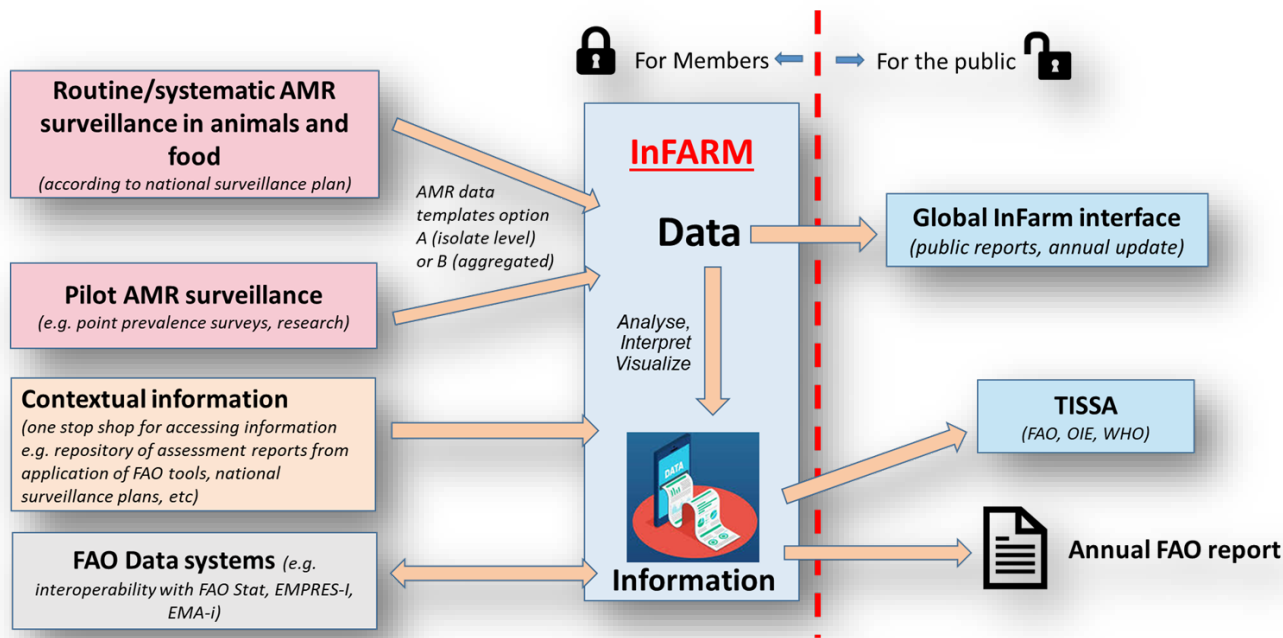 For Members
For the public
Routine/systematic AMR
surveillance in animals and
food
(according to national surveillance plan)
AMR data
templates option
A (isolate level)
or B (aggregated)
Pilot AMR surveillance
(e.g. point prevalence surveys, research)
Contextual information
(one stop shop for accessing information
e.g. repository of assessment reports from
application of FAO tools, national
surveillance plans, etc)
FAO Data systems (e.g.
interoperability with FAO Stat, EMPRES-I,
EMA-i)
InFARM
Data
Analyse,
Interpret
Visualize
DATA
Information
Global InFarm interface
(public reports, annual update)
TISSA
(FAO, OIE, WHO)
Annual FAO report